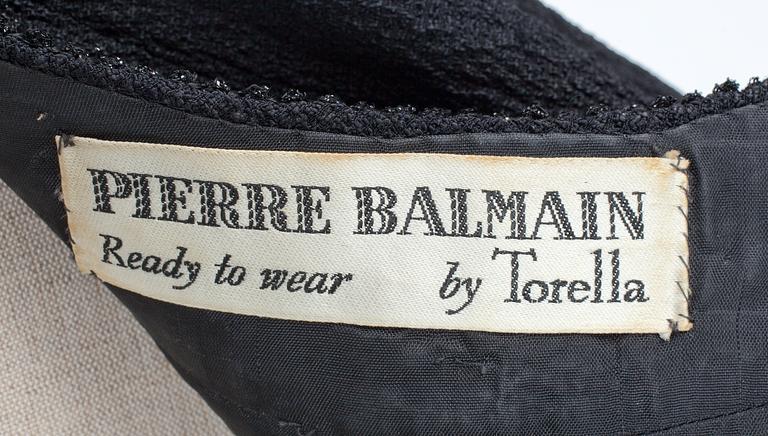 PIERRE BALMAIN
Ready to wear by Torella